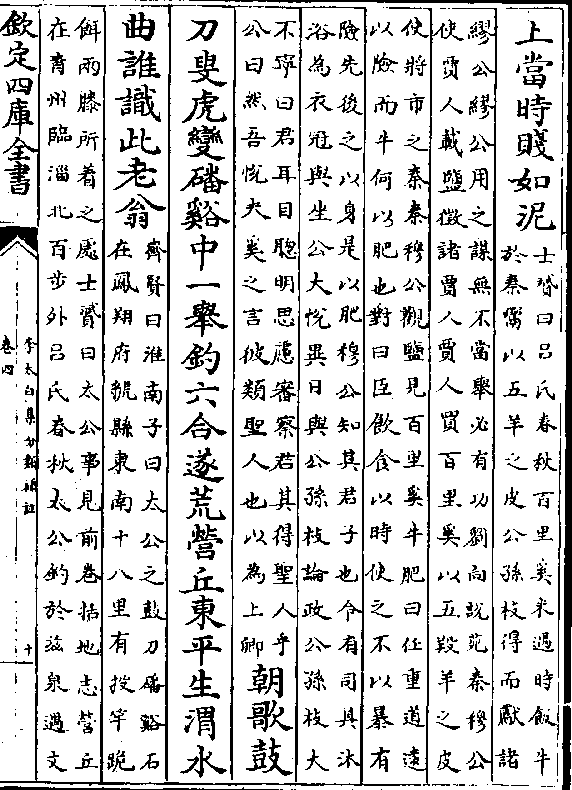 上當時賤如泥
士贇曰呂氏春秋百里奚未遇時飯牛
於秦鬻以五羊之皮公孫枝得而獻諸
繆公繆公用之謀無不當舉必有功劉向說苑秦穆公
使賈人載鹽徵諸賈人賈人買百里奚以五羖羊之皮
使將市之秦秦穆公觀鹽見百里奚牛肥曰任重道遠
以險而牛何以肥也對曰臣飲食以時使之不以暴有
險先後之以身是以肥穆公知其君子也令有司具沐
浴為衣冠與坐公大悅異日與公孫枝論政公孫枝大
不寧曰君耳目聰明思慮審察君其得聖人乎
公曰然吾悅夫奚之言彼類聖人也以為上卿
朝歌鼓
刀叟虎變磻谿中一舉釣六合遂荒營丘東平生渭水
曲誰識此老翁
齊賢曰淮南子曰太公之鼓刀磻谿石
在鳳翔府虢縣東南十八里有投竿跪
餌兩膝所着之處士贇曰太公事見前卷括地志營丘
在青州臨淄北百步外呂氏春秋太公釣於滋泉遇文
欽定四庫全書
李太白集分類補註
卷四
十